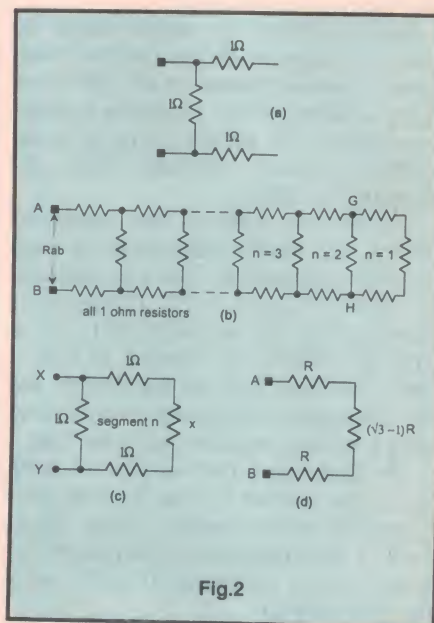 1Ω
1Ω
(a)
1Ω
A
G
Rab
n = 3
n = 2
n = 1
B
H
all 1 ohm resistors
(b)
X
1Ω
A
R
1Ω
segment n
x
(√3 –1)R
Y
1Ω
B
R
(c)
(d)
Fig.2